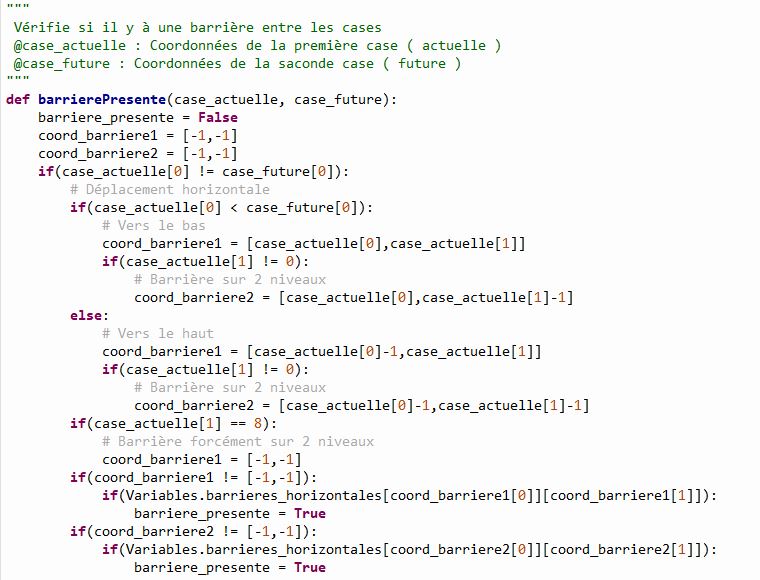 """
 Vérifie si il y à une barrière entre les cases
 @case_actuelle : Coordonnées de la première case ( actuelle )
 @case_future : Coordonnées de la saconde case ( future )
"""
def barrierePresente(case_actuelle, case_future):
    barriere_presente = False
    coord_barriere1 = [-1,-1]
    coord_barriere2 = [-1,-1]
    if(case_actuelle[0] != case_future[0]):
        # Déplacement horizontale
        if(case_actuelle[0] < case_future[0]):
            # Vers le bas
            coord_barriere1 = [case_actuelle[0],case_actuelle[1]]
            if(case_actuelle[1] != 0):
                # Barrière sur 2 niveaux
                coord_barriere2 = [case_actuelle[0],case_actuelle[1]-1]
        else:
            # Vers le haut
            coord_barriere1 = [case_actuelle[0]-1,case_actuelle[1]]
            if(case_actuelle[1] != 0):
                # Barrière sur 2 niveaux
                coord_barriere2 = [case_actuelle[0]-1,case_actuelle[1]-1]
        if(case_actuelle[1] == 8):
            # Barrière forcément sur 2 niveaux
            coord_barriere1 = [-1,-1]
        if(coord_barriere1 != [-1,-1]):
            if(Variables.barrieres_horizontales[coord_barriere1[0]][coord_barriere1[1]]):
                barriere_presente = True
        if(coord_barriere2 != [-1,-1]):
            if(Variables.barrieres_horizontales[coord_barriere2[0]][coord_barriere2[1]]):
                barriere_presente = True